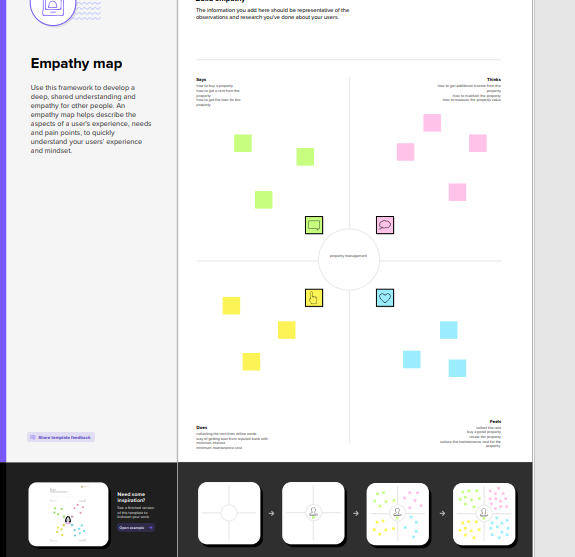 The information you add here should be representative of the
observations and research you've done about your users.
Empathy map
Use this framework to develop a
deep, shared understanding and
empathy for other people. An
empathy map helps describe the
aspects of a user's experience, needs
and pain points, to quickly
understand your users' experience
and mindset.
Says
how to buy a property
how to get a rent from the
property
how to get the loan for the
property
Thinks
how to get additional income from the
property
how to maintain the property
how to measure the property value
property management
Does
collecting the rent then online mode
way of getting loan from reputed bank with
minimum interest
minimum maintenance cost
Feels
collect the rent
buy a good property
rental the property
reduce the maintenance cost for the
property
Share template feedback
Need some
inspiration?
See a finished version
of this template to
kickstart your work.
Open example